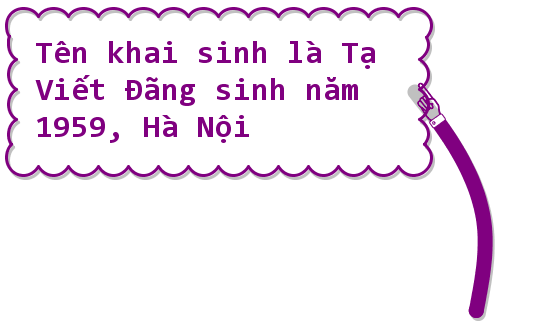 Tên khai sinh là Tạ
Viết Đãng sinh năm
1959, Hà Nội